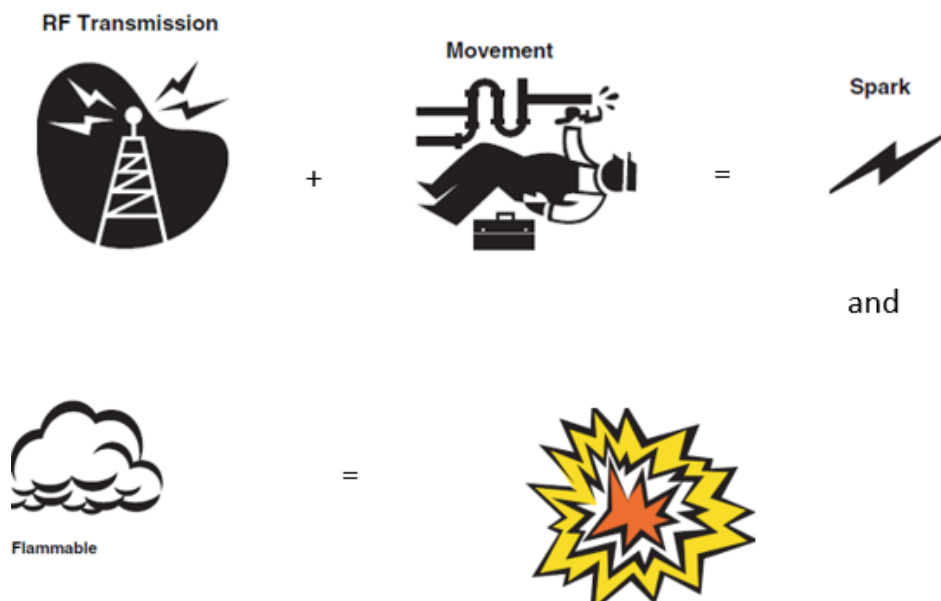 RF Transmission
+
Movement
=
Spark
and
Flammable
=